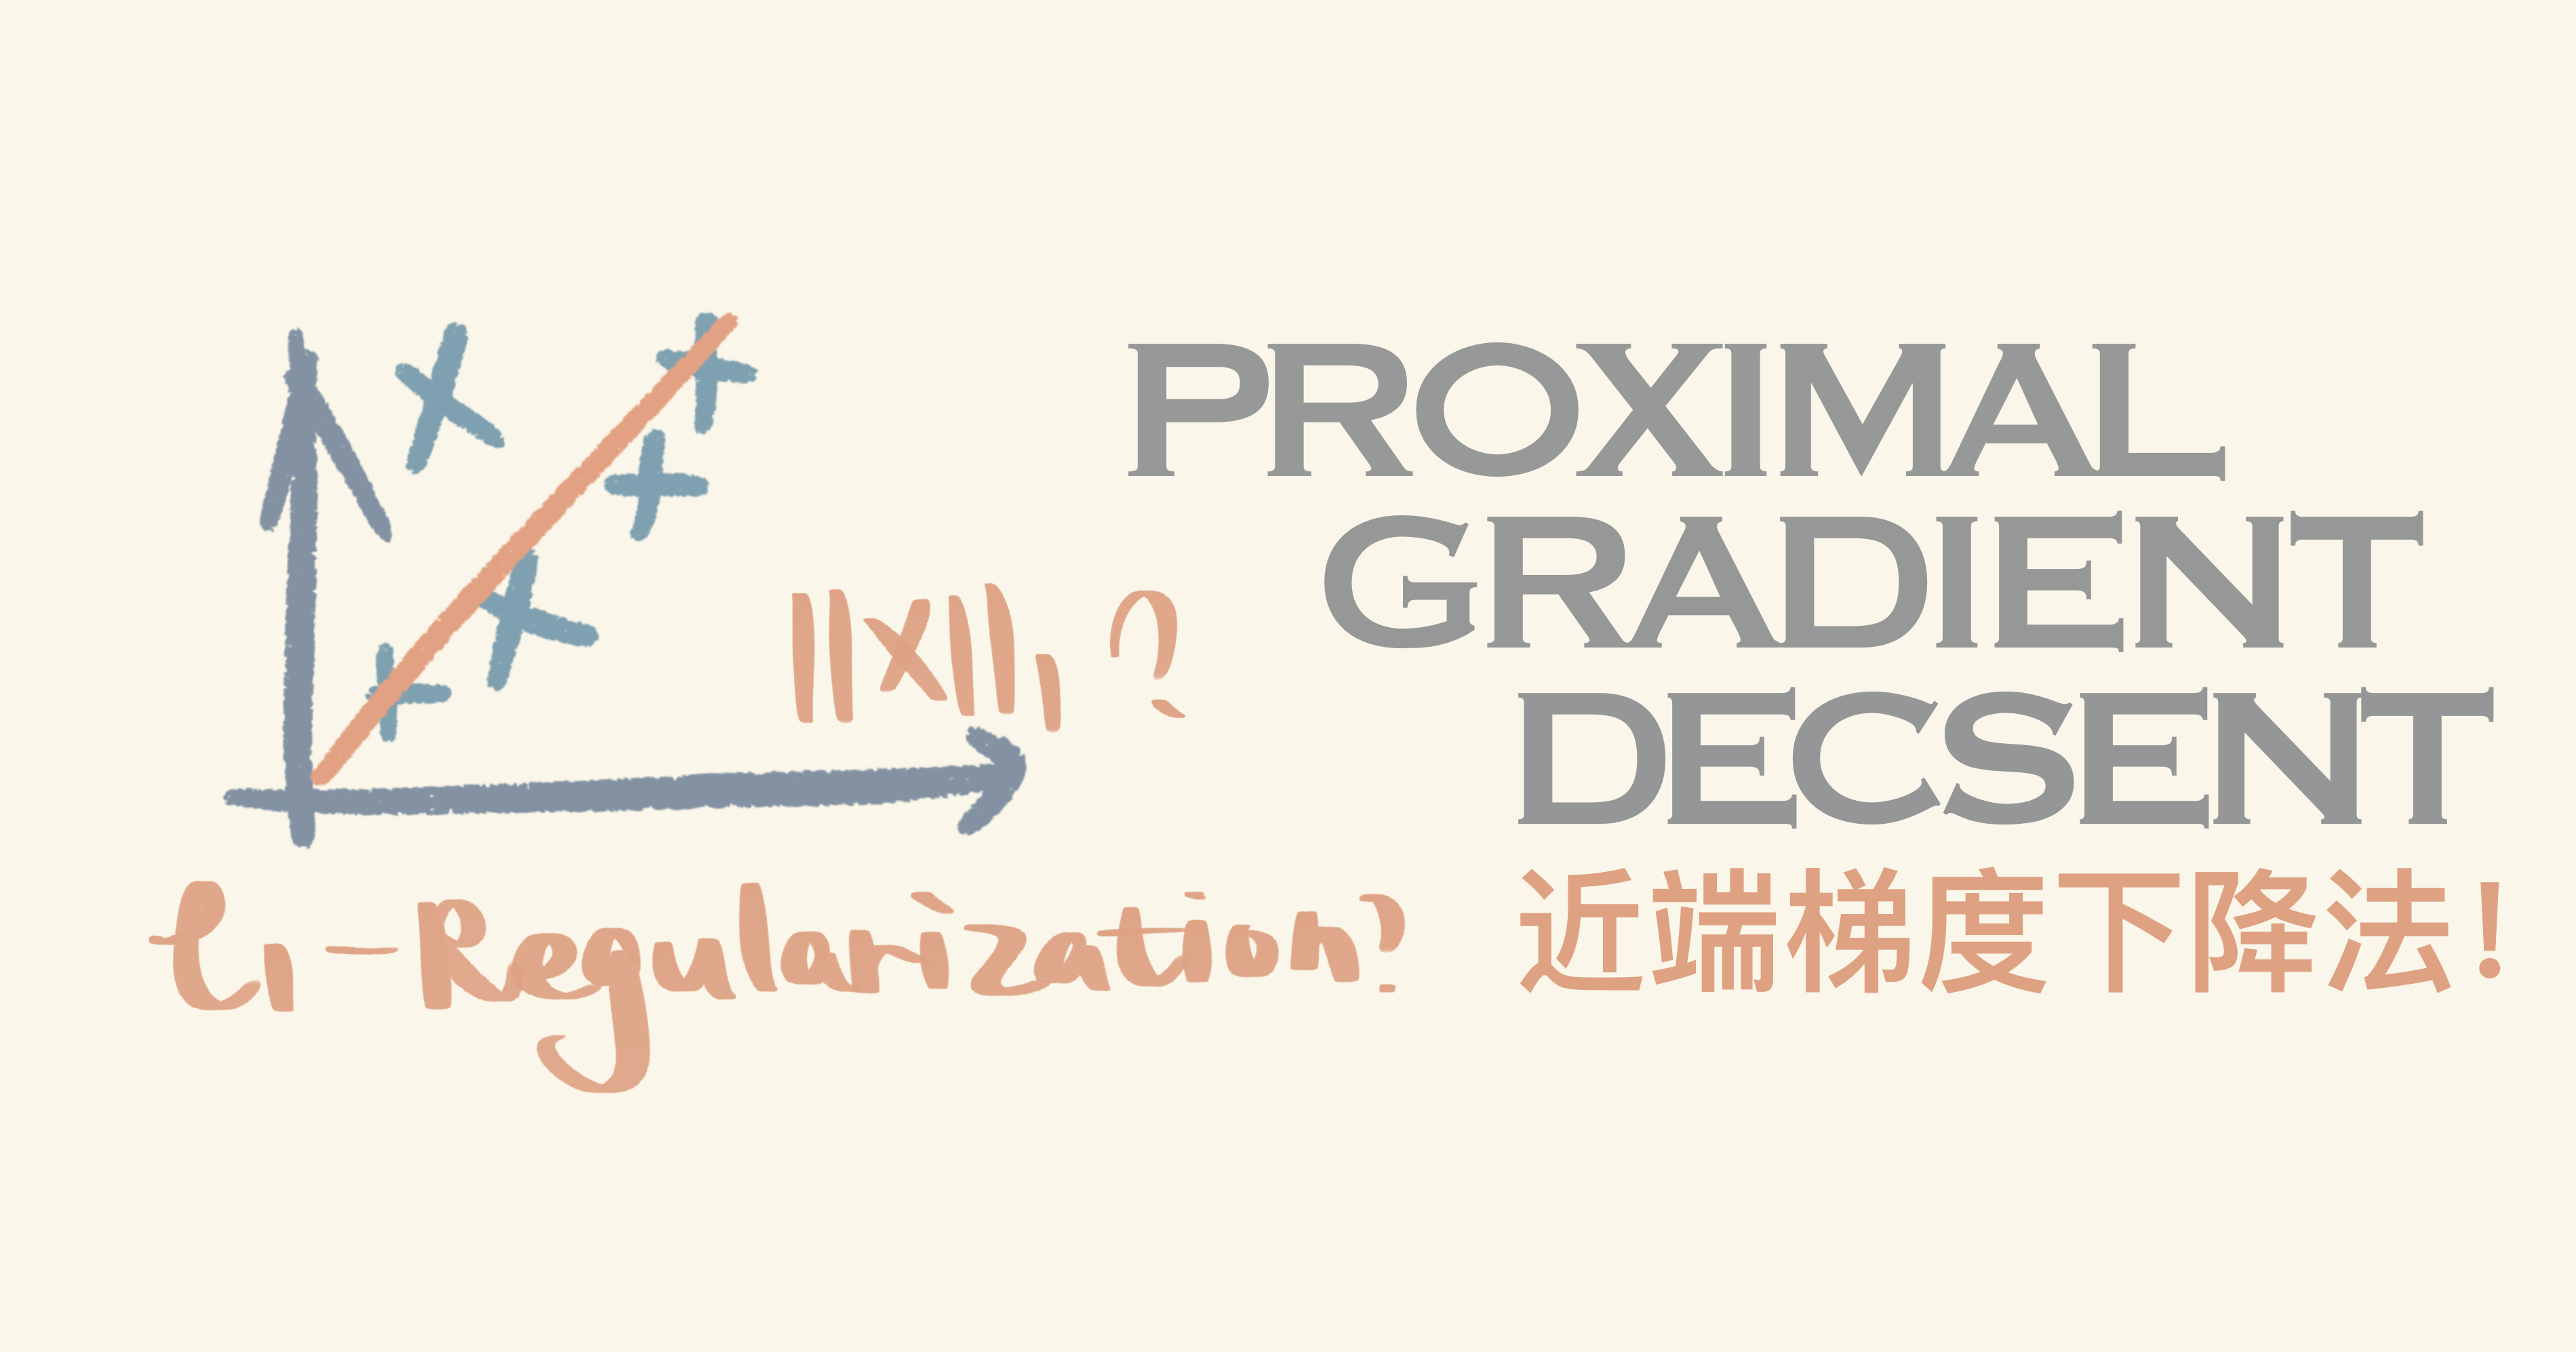 ||x||₁ ?
ℓ₁-Regularization?
PROXIMAL
GRADIENT
DECSENT
近端梯度下降法！